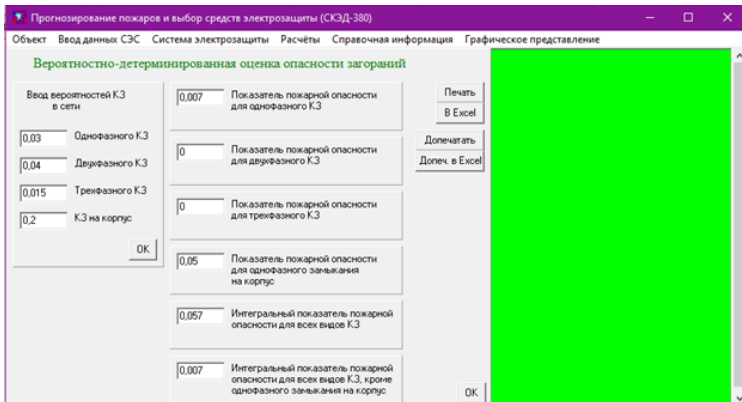 Прогнозирование пожаров и выбор средств электрозащиты (СКЭД-380)
Объект Ввод данных СЭС Система электрозащиты Расчёты Справочная информация Графическое представление
Вероятностно-детерминированная оценка опасности загораний
Ввод вероятностей КЗ
в сети
0,03 Однофазного КЗ
0,04 Двухфазного КЗ
0,015 Трехфазного КЗ
0,2 КЗ на корпус
OK
0,007 Показатель пожарной опасности
для однофазного КЗ
0 Показатель пожарной опасности
для двухфазного КЗ
0 Показатель пожарной опасности
для трехфазного КЗ
0,05 Показатель пожарной опасности
для однофазного замыкания
на корпус
0,057 Интегральный показатель пожарной
опасности для всех видов КЗ
0,007 Интегральный показатель пожарной
опасности для всех видов КЗ, кроме
однофазного замыкания на корпус
Печать
В Excel
Допечатать
Допеч. в Excel
OK